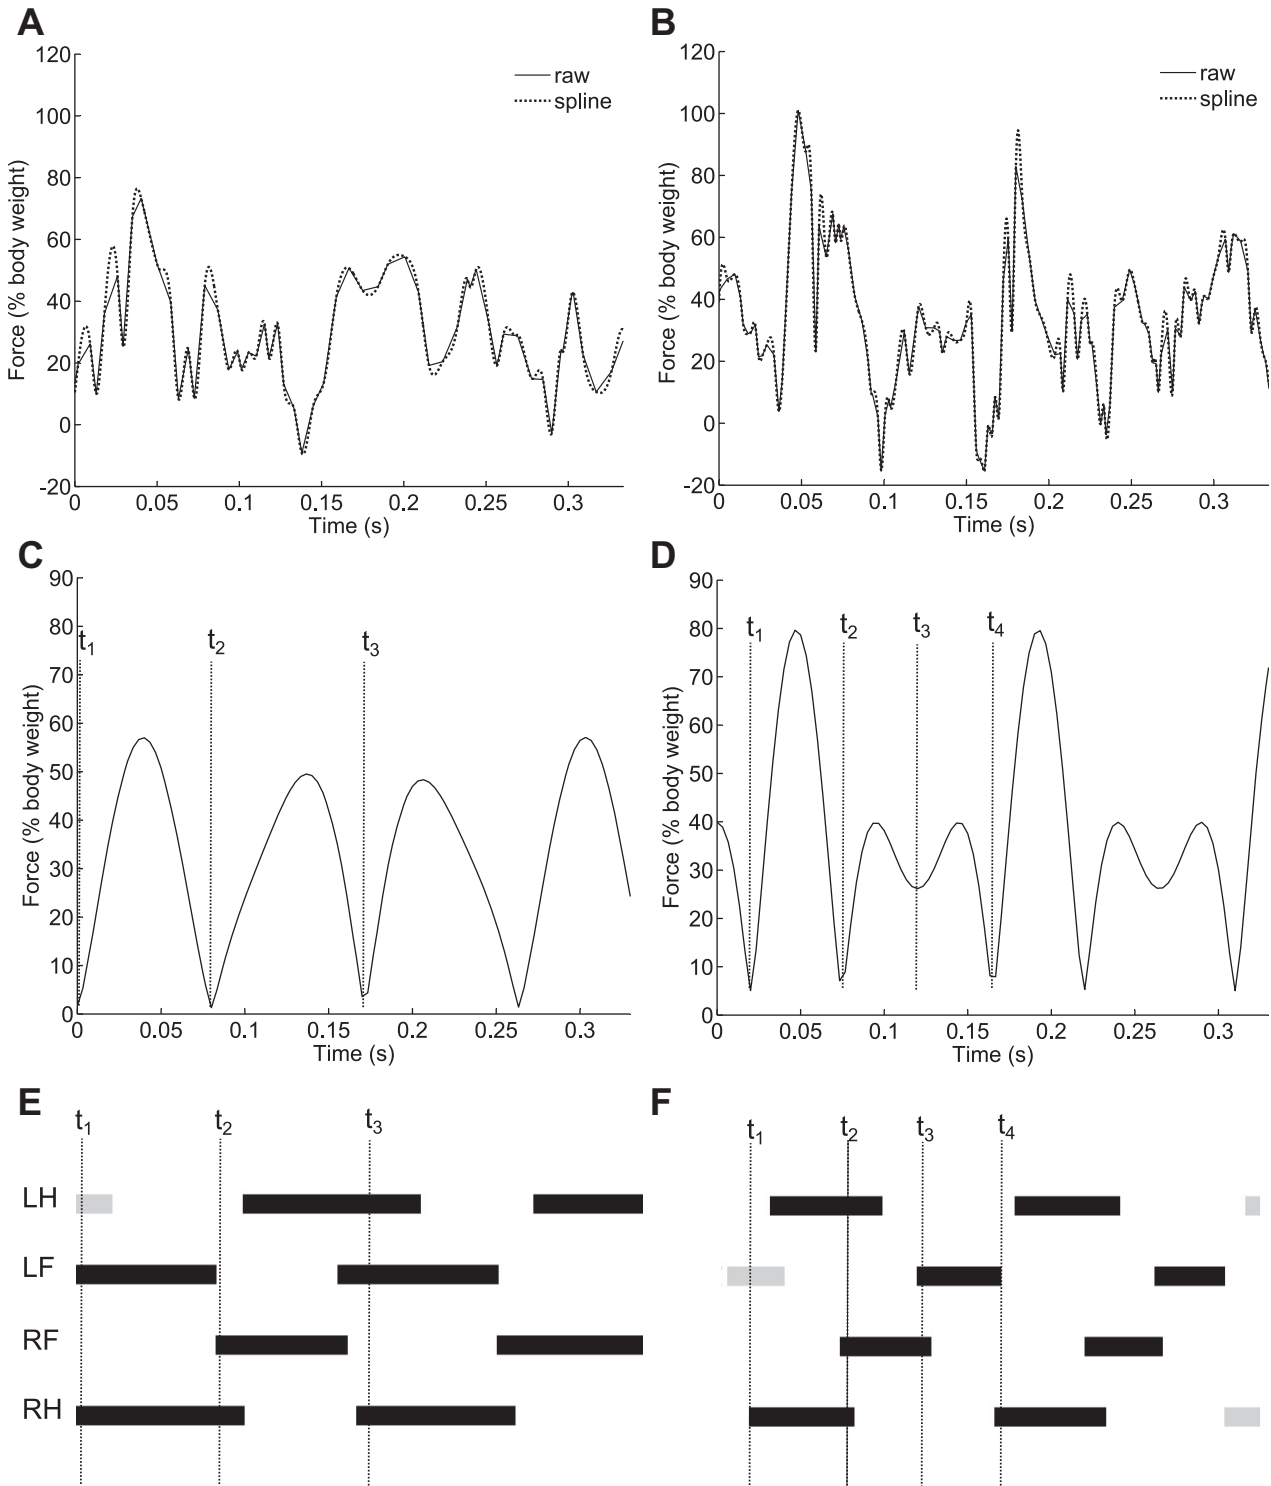 A
120
100
80
60
40
20
0
-20
Force (% body weight)
raw
spline
0 0.05 0.1 0.15 0.2 0.25 0.3
Time (s)
B
120
100
80
60
40
20
0
-20
Force (% body weight)
raw
spline
0 0.05 0.1 0.15 0.2 0.25 0.3
Time (s)
C
90
80
70
60
50
40
30
20
10
0
Force (% body weight)
t1 t2 t3
0 0.05 0.1 0.15 0.2 0.25 0.3
Time (s)
D
90
80
70
60
50
40
30
20
10
0
Force (% body weight)
t1 t2 t3 t4
0 0.05 0.1 0.15 0.2 0.25 0.3
Time (s)
E
t1 t2 t3
LH
LF
RF
RH
F
t1 t2 t3 t4